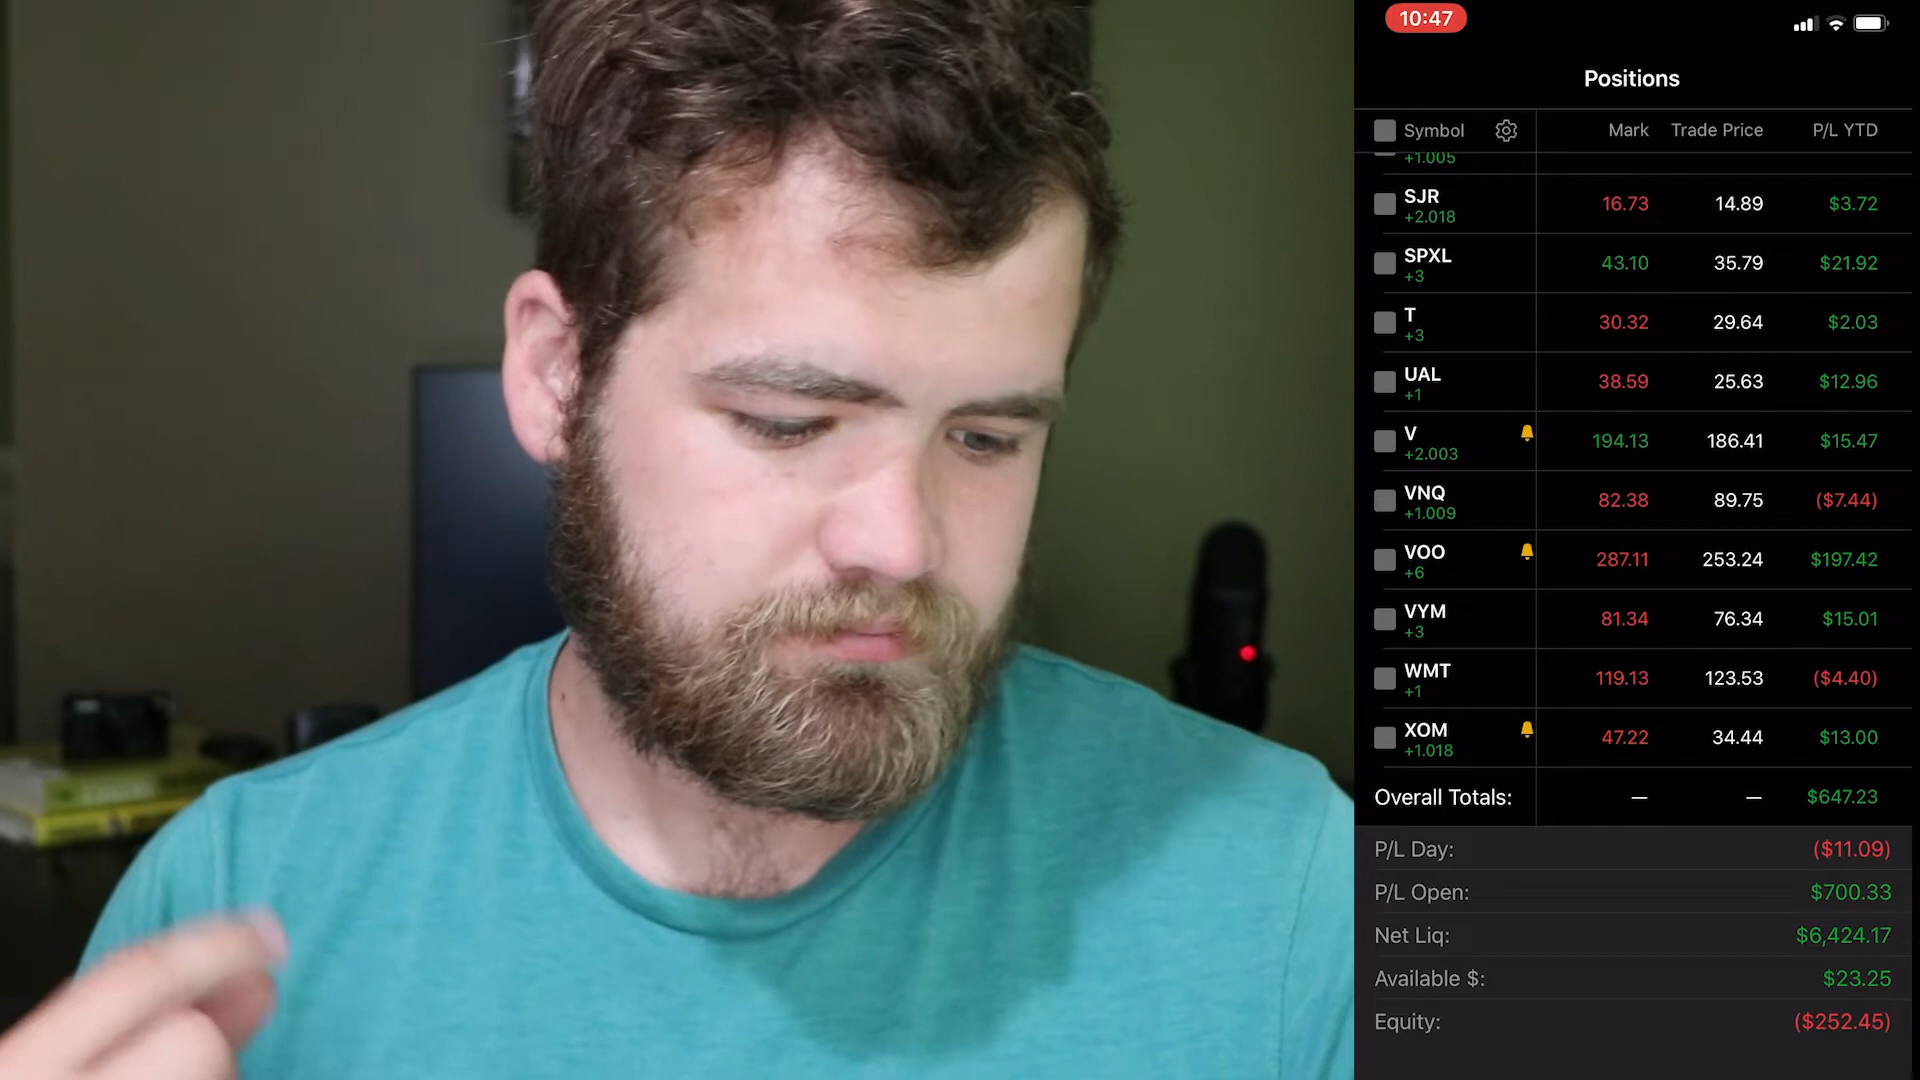 10:47
Positions
Symbol Mark Trade Price P/L YTD
+1.005
SJR 16.73 14.89 $3.72
+2.018
SPXL 43.10 35.79 $21.92
+3
T 30.32 29.64 $2.03
+3
UAL 38.59 25.63 $12.96
+1
V 194.13 186.41 $15.47
+2.003
VNQ 82.38 89.75 ($7.44)
+1.009
VOO 287.11 253.24 $197.42
+6
VYM 81.34 76.34 $15.01
+3
WMT 119.13 123.53 ($4.40)
+1
XOM 47.22 34.44 $13.00
+1.018
Overall Totals: — — $647.23
P/L Day: ($11.09)
P/L Open: $700.33
Net Liq: $6,424.17
Available $: $23.25
Equity: ($252.45)